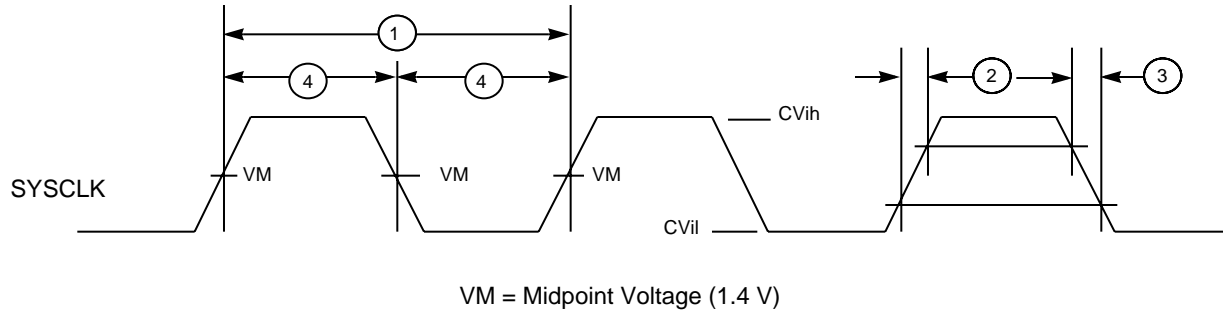 1
4
4
2
3
CVih
VM
VM
VM
SYSCLK
CVil
VM = Midpoint Voltage (1.4 V)